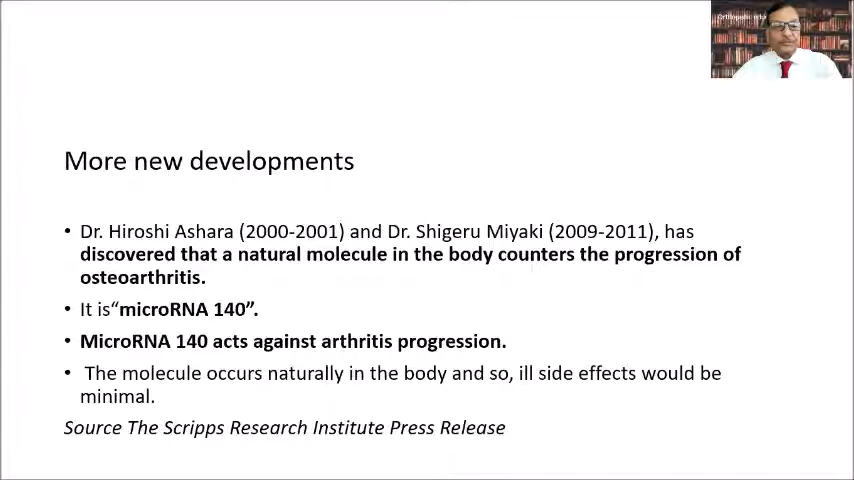 Orthopaedic
More new developments
• Dr. Hiroshi Ashara (2000-2001) and Dr. Shigeru Miyaki (2009-2011), has
discovered that a natural molecule in the body counters the progression of
osteoarthritis.
• It is“microRNA 140”.
• MicroRNA 140 acts against arthritis progression.
• The molecule occurs naturally in the body and so, ill side effects would be
minimal.
Source The Scripps Research Institute Press Release